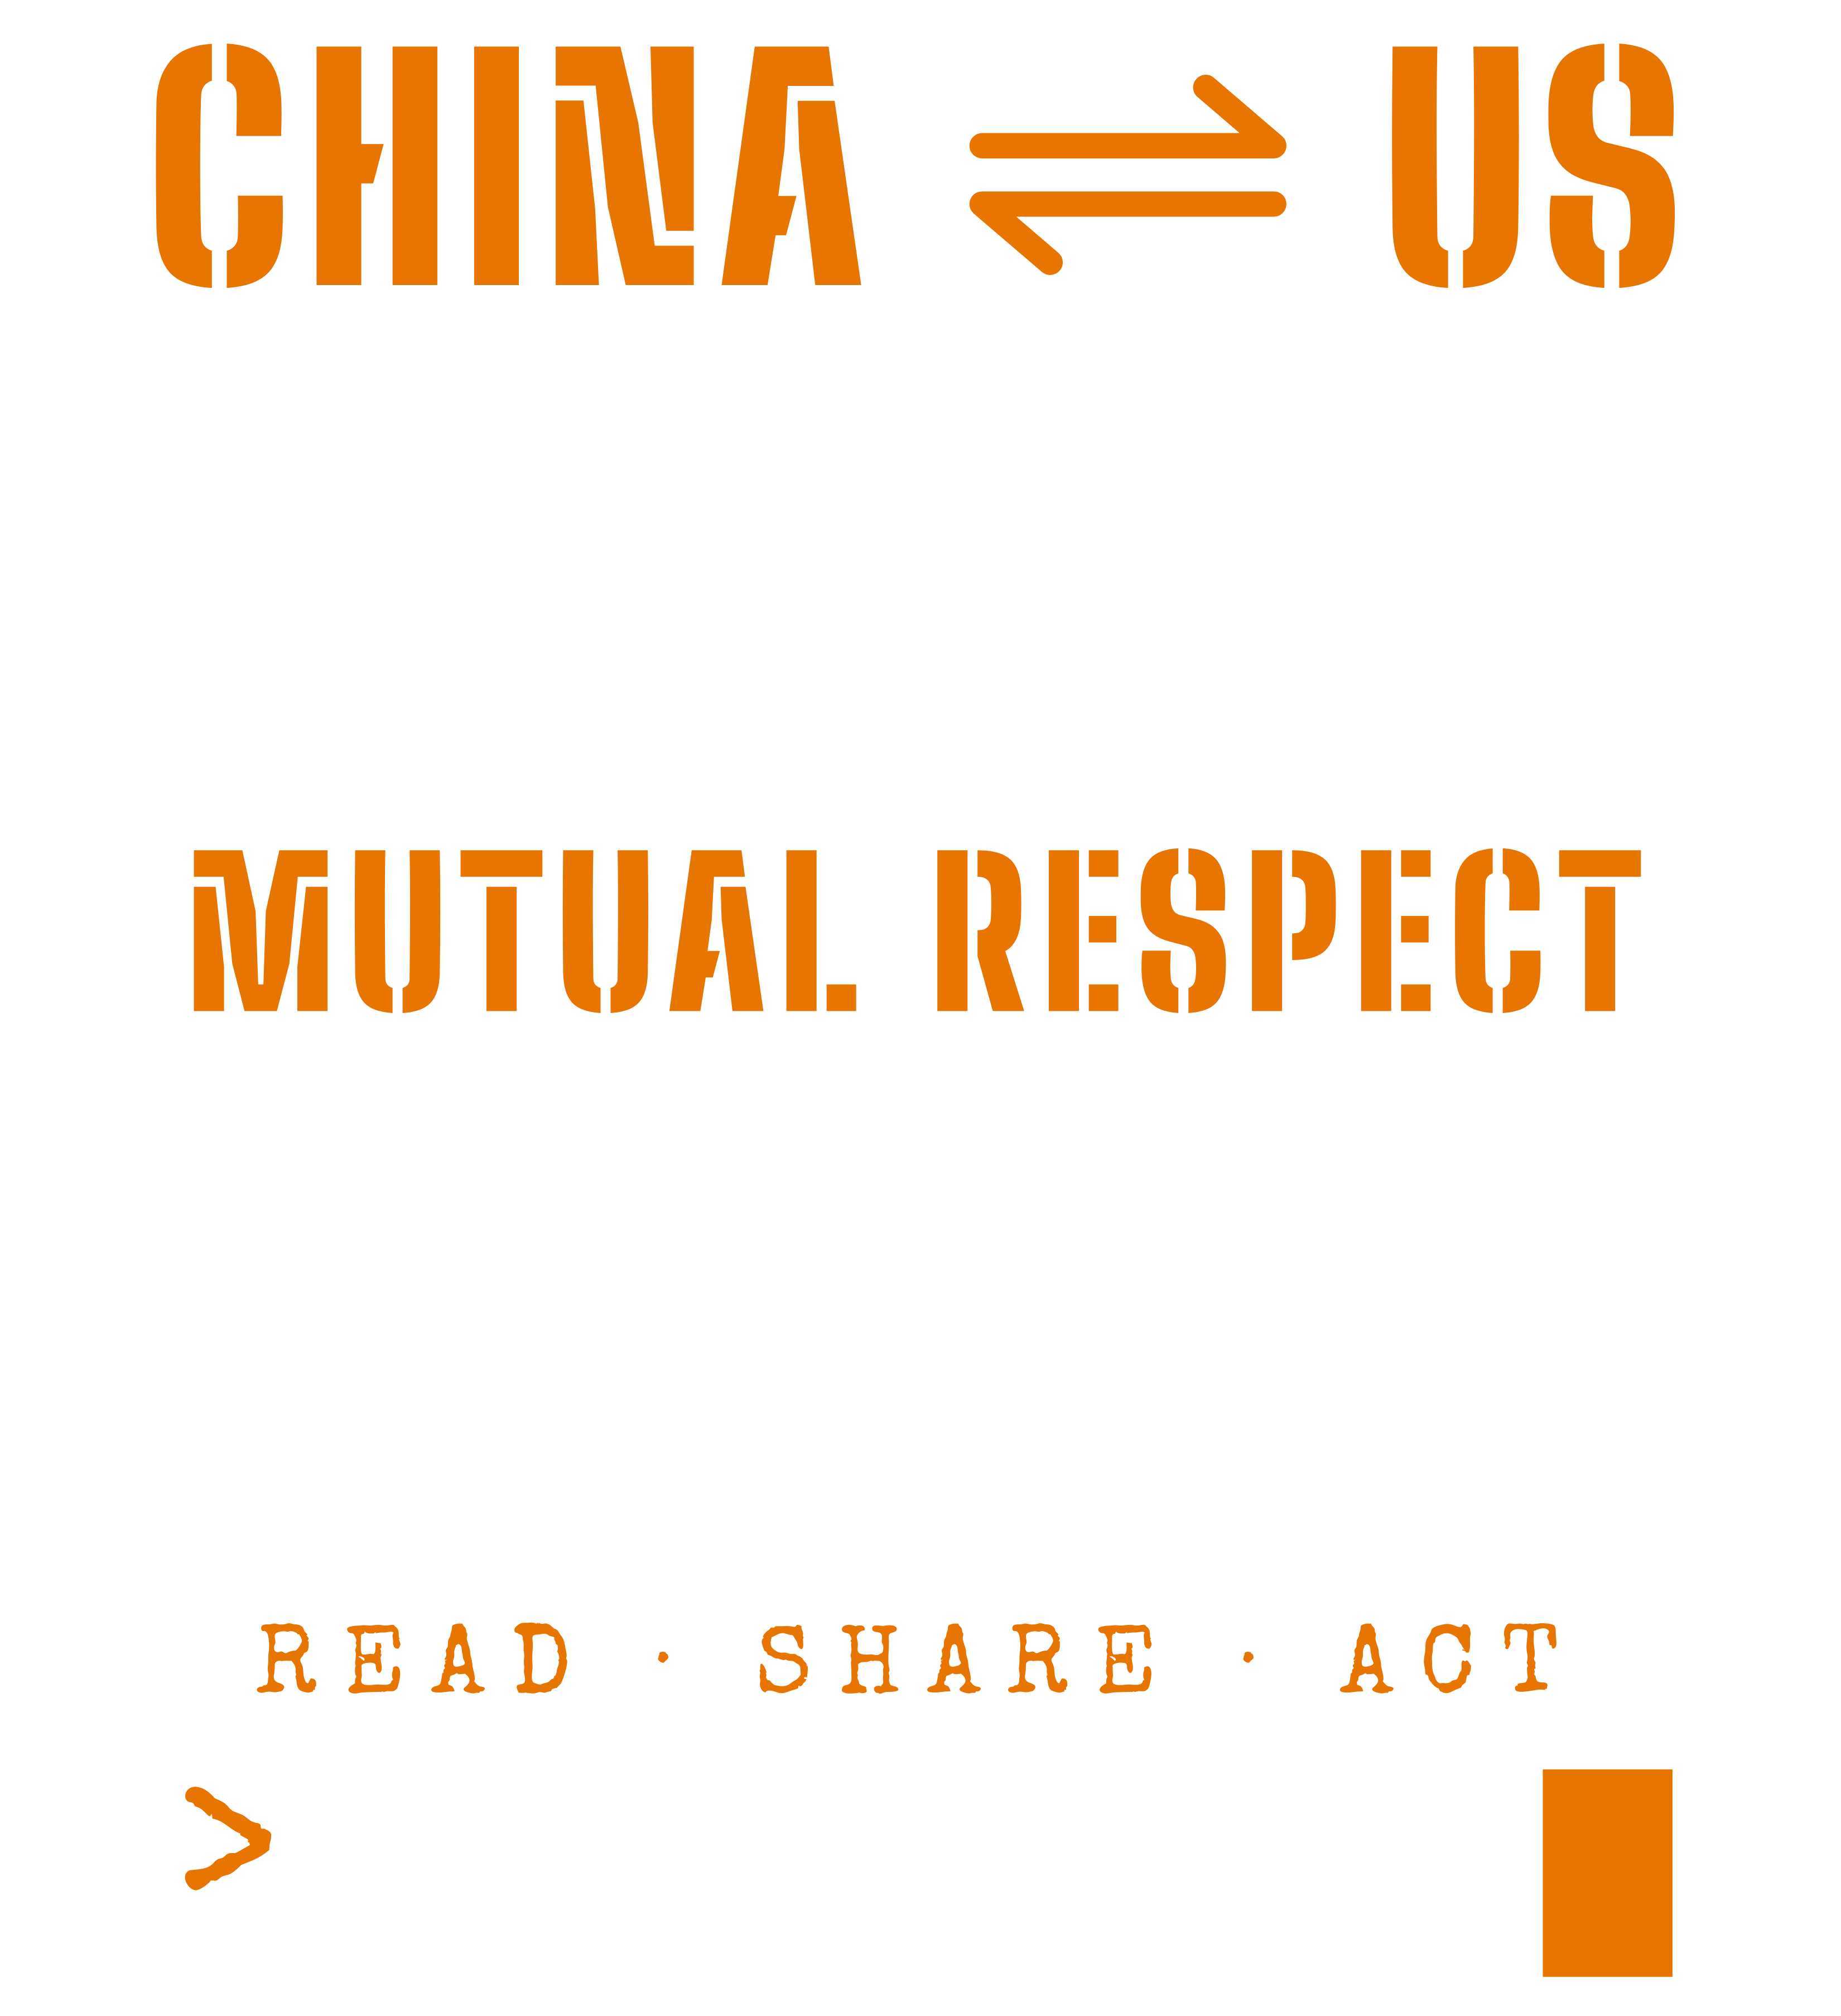 CHINA ⇌ US
MUTUAL RESPECT
READ · SHARE · ACT
>